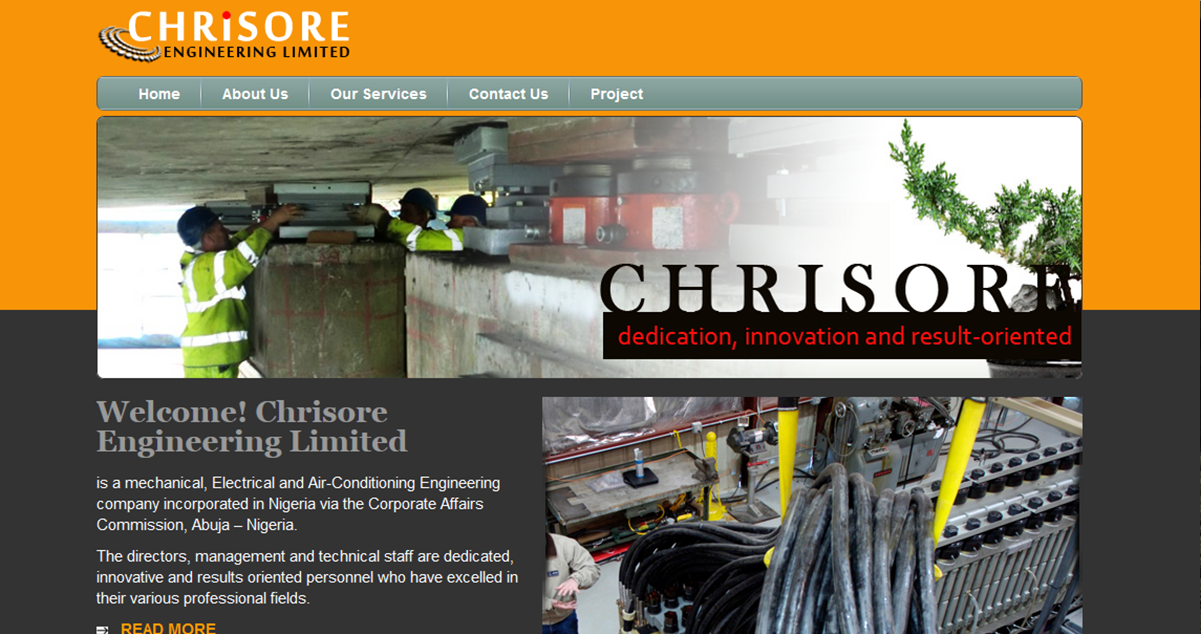 CHRiSORE
ENGINEERING LIMITED
Home
About Us
Our Services
Contact Us
Project
CHRISORE
dedication, innovation and result-oriented
Welcome! Chrisore
Engineering Limited
is a mechanical, Electrical and Air-Conditioning Engineering
company incorporated in Nigeria via the Corporate Affairs
Commission, Abuja – Nigeria.
The directors, management and technical staff are dedicated,
innovative and results oriented personnel who have excelled in
their various professional fields.
READ MORE